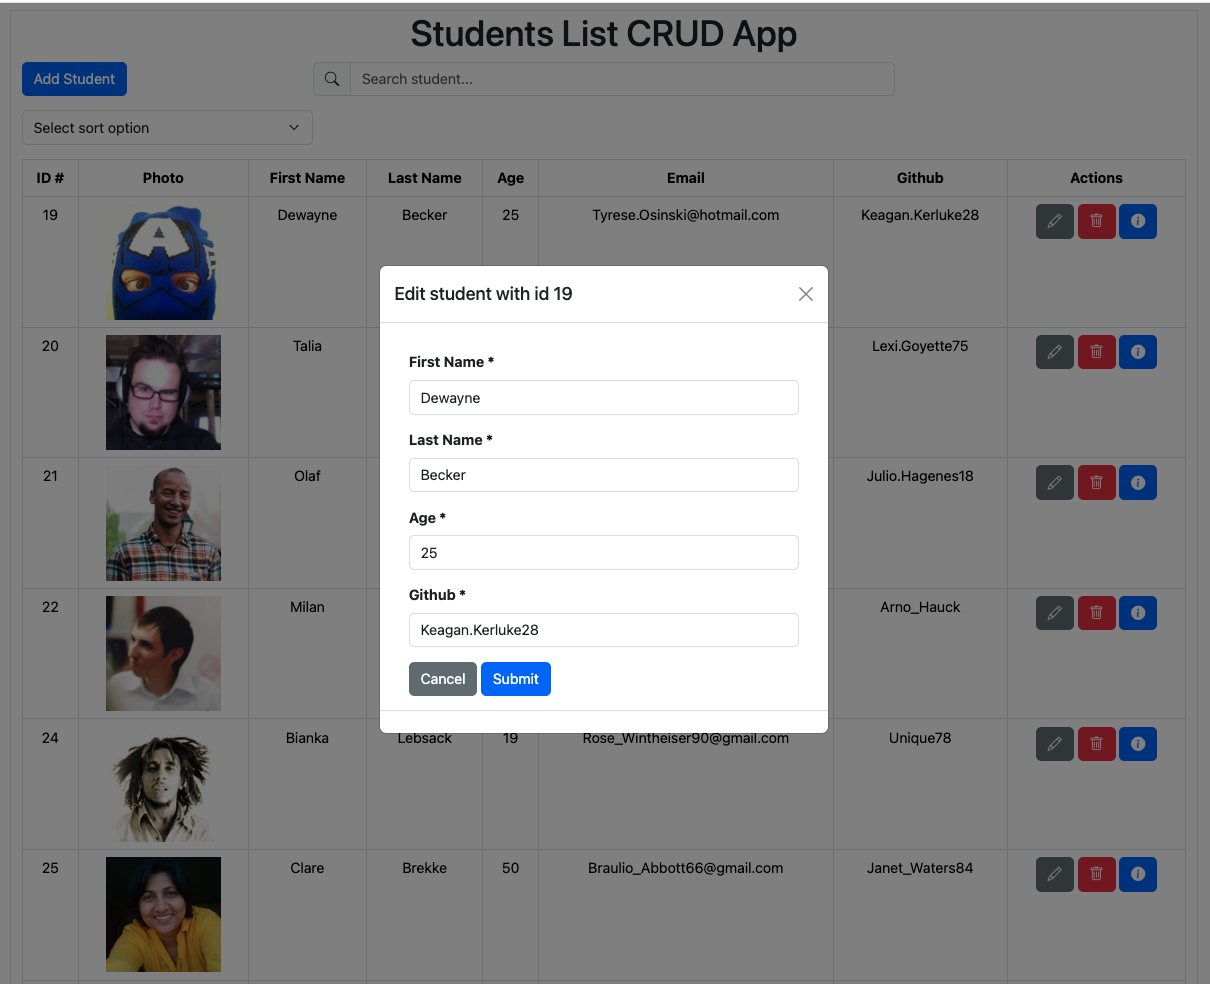 Students List CRUD App
Add Student
Search student...
Select sort option
ID # Photo First Name Last Name Age Email Github Actions
19 Dewayne Becker 25 Tyrese.Osinski@hotmail.com Keagan.Kerluke28
20 Talia Lexi.Goyette75
21 Olaf Julio.Hagenes18
22 Milan Arno_Hauck
24 Bianka Lebsack 19 Rose_Wintheiser90@gmail.com Unique78
25 Clare Brekke 50 Braulio_Abbott66@gmail.com Janet_Waters84
Edit student with id 19
First Name *
Dewayne
Last Name *
Becker
Age *
25
Github *
Keagan.Kerluke28
Cancel Submit